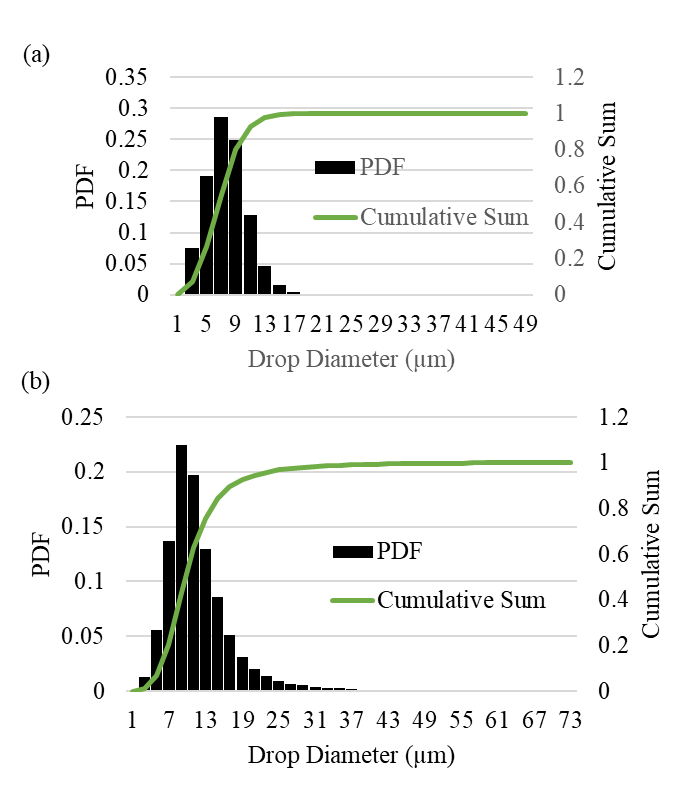 (a)
0.35
0.3
0.25
0.2
0.15
0.1
0.05
0
PDF
1.2
1
0.8
0.6
0.4
0.2
0
Cumulative Sum
PDF
Cumulative Sum
1 5 9 13 17 21 25 29 33 37 41 45 49
Drop Diameter (µm)
(b)
0.25
0.2
0.15
0.1
0.05
0
PDF
1.2
1
0.8
0.6
0.4
0.2
0
Cumulative Sum
PDF
Cumulative Sum
1 7 13 19 25 31 37 43 49 55 61 67 73
Drop Diameter (µm)